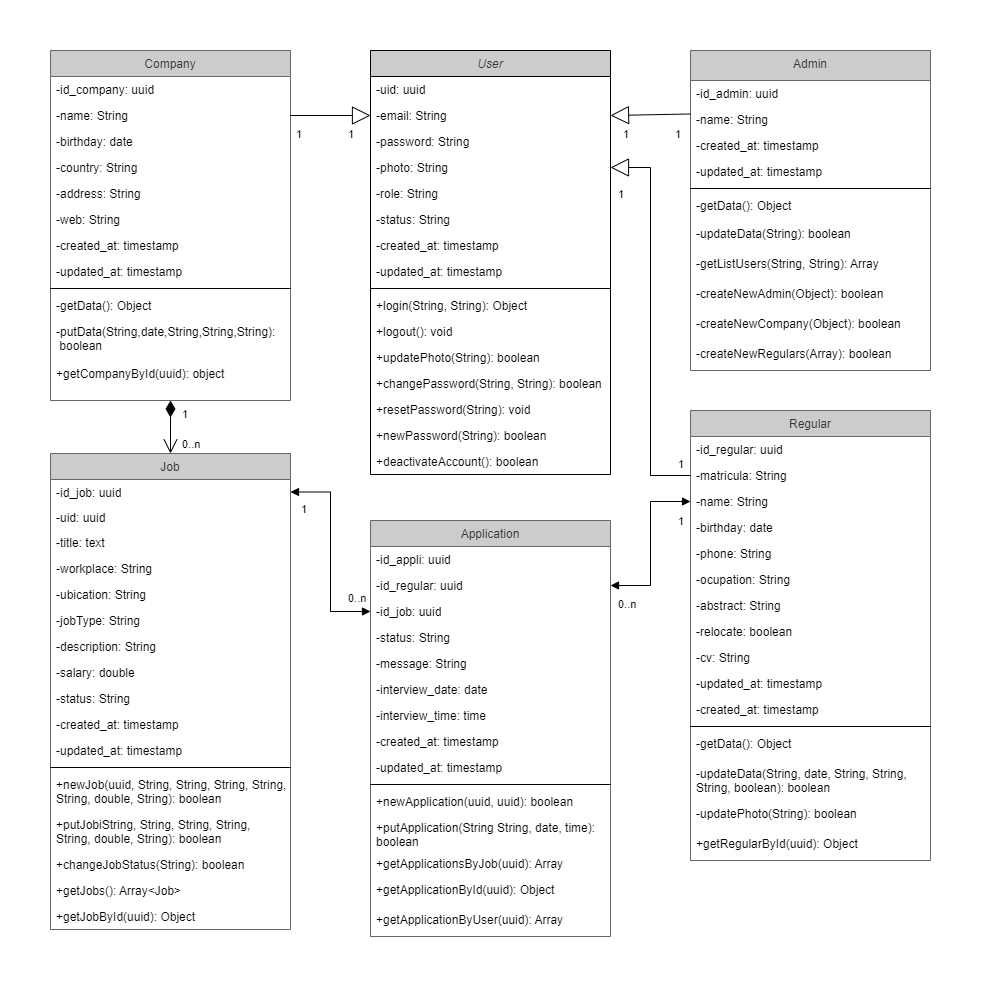 Company
-id_company: uuid
-name: String
-birthday: date
-country: String
-address: String
-web: String
-created_at: timestamp
-updated_at: timestamp
-getData(): Object
-putData(String,date,String,String,String):
boolean
+getCompanyById(uuid): object
1
1
User
-uid: uuid
-email: String
-password: String
-photo: String
-role: String
-status: String
-created_at: timestamp
-updated_at: timestamp
+login(String, String): Object
+logout(): void
+updatePhoto(String): boolean
+changePassword(String, String): boolean
+resetPassword(String): void
+newPassword(String): boolean
+deactivateAccount(): boolean
1
1
1
Admin
-id_admin: uuid
-name: String
-created_at: timestamp
-updated_at: timestamp
-getData(): Object
-updateData(String): boolean
-getListUsers(String, String): Array
-createNewAdmin(Object): boolean
-createNewCompany(Object): boolean
-createNewRegulars(Array): boolean
1
0..n
Job
-id_job: uuid
-uid: uuid
-title: text
-workplace: String
-ubication: String
-jobType: String
-description: String
-salary: double
-status: String
-created_at: timestamp
-updated_at: timestamp
+newJob(uuid, String, String, String, String,
String, double, String): boolean
+putJobiString, String, String, String,
String, double, String): boolean
+changeJobStatus(String): boolean
+getJobs(): Array<Job>
+getJobById(uuid): Object
1
0..n
Application
-id_appli: uuid
-id_regular: uuid
-id_job: uuid
-status: String
-message: String
-interview_date: date
-interview_time: time
-created_at: timestamp
-updated_at: timestamp
+newApplication(uuid, uuid): boolean
+putApplication(String String, date, time):
boolean
+getApplicationsByJob(uuid): Array
+getApplicationById(uuid): Object
+getApplicationByUser(uuid): Array
0..n
1
1
Regular
-id_regular: uuid
-matricula: String
-name: String
-birthday: date
-phone: String
-ocupation: String
-abstract: String
-relocate: boolean
-cv: String
-updated_at: timestamp
-created_at: timestamp
-getData(): Object
-updateData(String, date, String, String,
String, boolean): boolean
-updatePhoto(String): boolean
+getRegularById(uuid): Object